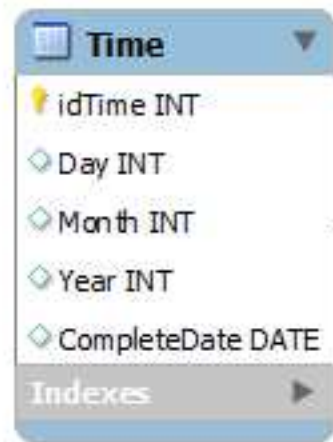 Time
idTime INT
Day INT
Month INT
Year INT
CompleteDate DATE
Indexes